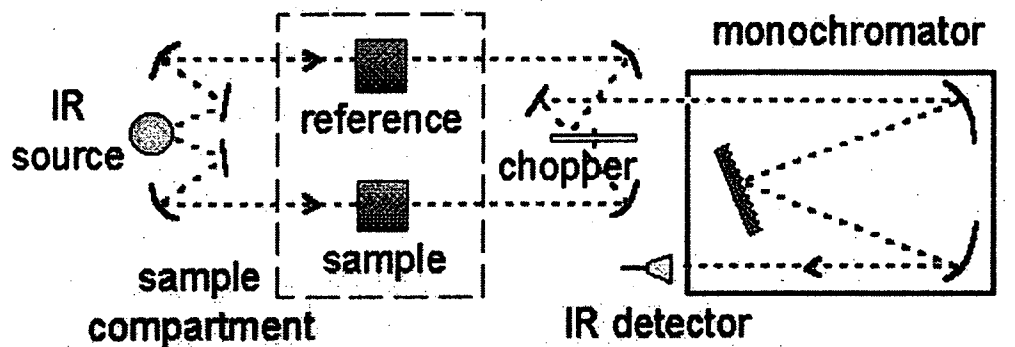 monochromator
IR
source
reference
chopper
sample
sample
compartment
IR detector